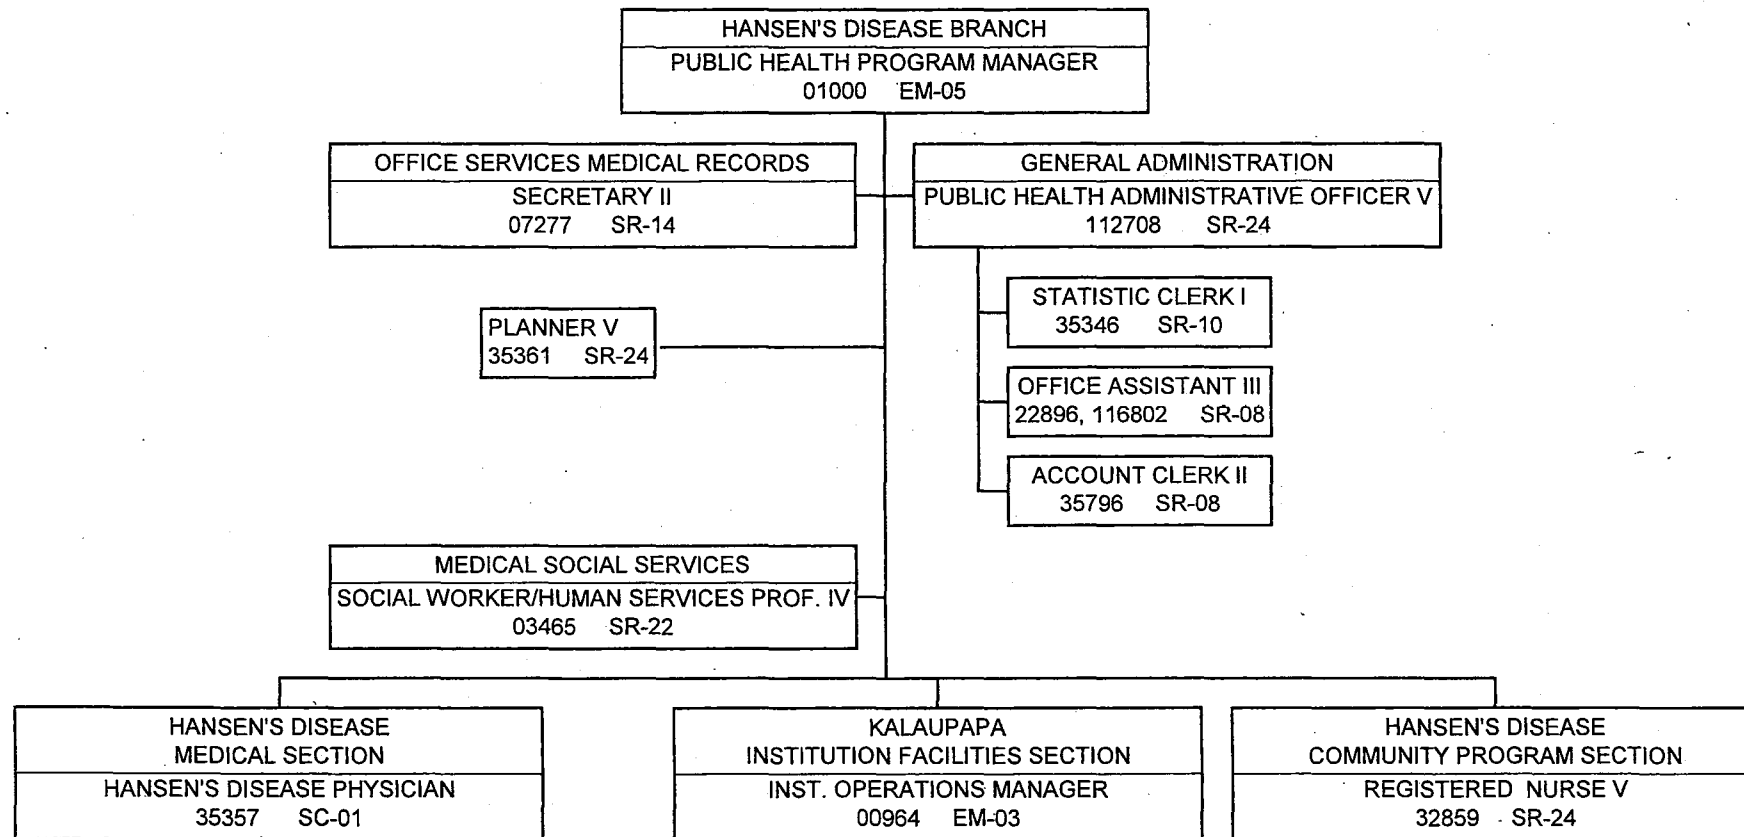 HANSEN'S DISEASE BRANCH
PUBLIC HEALTH PROGRAM MANAGER
01000 EM-05
OFFICE SERVICES MEDICAL RECORDS
SECRETARY II
07277 SR-14
GENERAL ADMINISTRATION
PUBLIC HEALTH ADMINISTRATIVE OFFICER V
112708 SR-24
STATISTIC CLERK I
35346 SR-10
PLANNER V
35361 SR-24
OFFICE ASSISTANT III
22896, 116802 SR-08
ACCOUNT CLERK II
35796 SR-08
MEDICAL SOCIAL SERVICES
SOCIAL WORKER/HUMAN SERVICES PROF. IV
03465 SR-22
HANSEN'S DISEASE
MEDICAL SECTION
HANSEN'S DISEASE PHYSICIAN
35357 SC-01
KALAUPAPA
INSTITUTION FACILITIES SECTION
INST. OPERATIONS MANAGER
00964 EM-03
HANSEN'S DISEASE
COMMUNITY PROGRAM SECTION
REGISTERED NURSE V
32859 SR-24